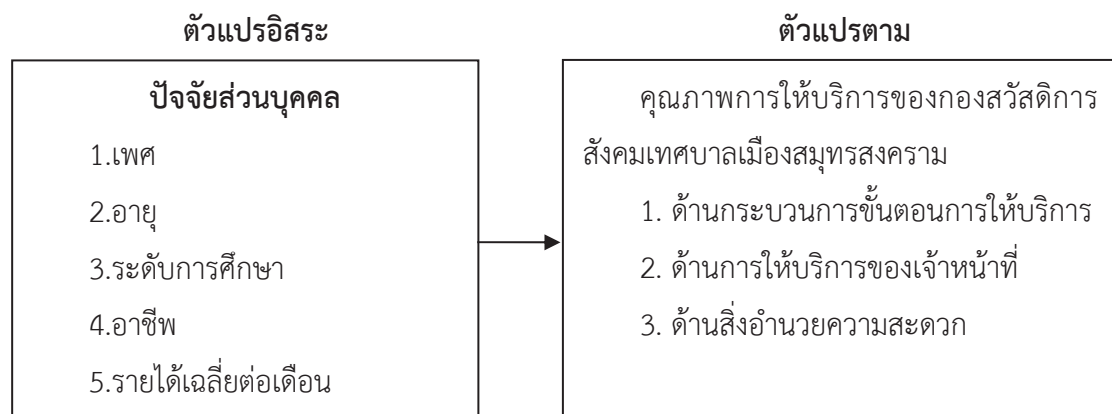 ตัวแปรอิสระ
ปัจจัยส่วนบุคคล
1.เพศ
2.อายุ
3.ระดับการศึกษา
4.อาชีพ
5.รายได้เฉลี่ยต่อเดือน
ตัวแปรตาม
คุณภาพการให้บริการของกองสวัสดิการ
สังคมเทศบาลเมืองสมุทรสงคราม
1. ด้านกระบวนการขั้นตอนการให้บริการ
2. ด้านการให้บริการของเจ้าหน้าที่
3. ด้านสิ่งอำนวยความสะดวก